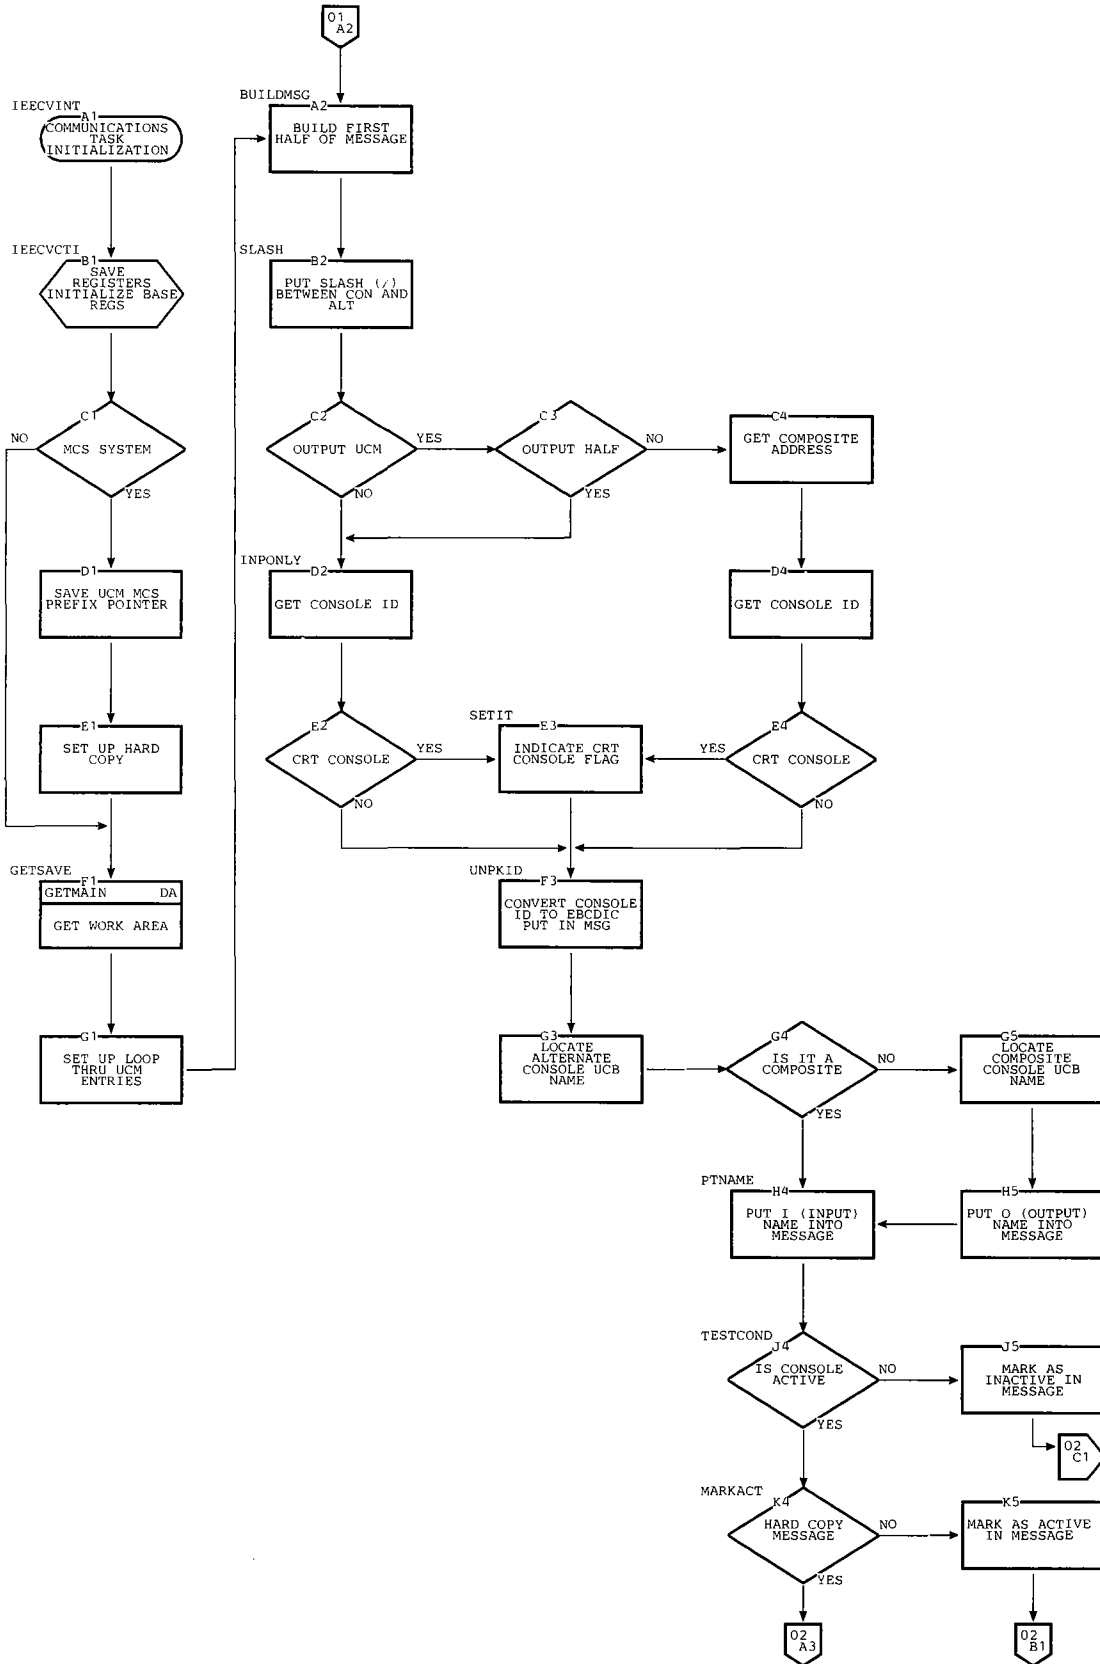 01
A2
IEECVINT
A1
COMMUNICATIONS
TASK
INITIALIZATION
IEECVCTI
B1
SAVE
REGISTERS
INITIALIZE BASE
REGS
C1
NO
MCS SYSTEM
YES
D1
SAVE UCM MCS
PREFIX POINTER
E1
SET UP HARD
COPY
GETSAVE
F1
GETMAIN DA
GET WORK AREA
G1
SET UP LOOP
THRU UCM
ENTRIES
BUILDMSG
A2
BUILD FIRST
HALF OF MESSAGE
SLASH
B2
PUT SLASH (/)
BETWEEN CON AND
ALT
C2
OUTPUT UCM
YES
NO
C3
OUTPUT HALF
NO
YES
C4
GET COMPOSITE
ADDRESS
INPONLY
D2
GET CONSOLE ID
D4
GET CONSOLE ID
E2
CRT CONSOLE
YES
NO
SETIT
E3
INDICATE CRT
CONSOLE FLAG
E4
YES
CRT CONSOLE
NO
UNPKID
F3
CONVERT CONSOLE
ID TO EBCDIC
PUT IN MSG
G3
LOCATE
ALTERNATE
CONSOLE UCB
NAME
G4
IS IT A
COMPOSITE
NO
YES
G5
LOCATE
COMPOSITE
CONSOLE UCB
NAME
PTNAME
H4
PUT I (INPUT)
NAME INTO
MESSAGE
H5
PUT O (OUTPUT)
NAME INTO
MESSAGE
TESTCOND
J4
IS CONSOLE
ACTIVE
NO
YES
J5
MARK AS
INACTIVE IN
MESSAGE
02
C1
MARKACT
K4
HARD COPY
MESSAGE
NO
YES
K5
MARK AS ACTIVE
IN MESSAGE
02
A3
02
B1